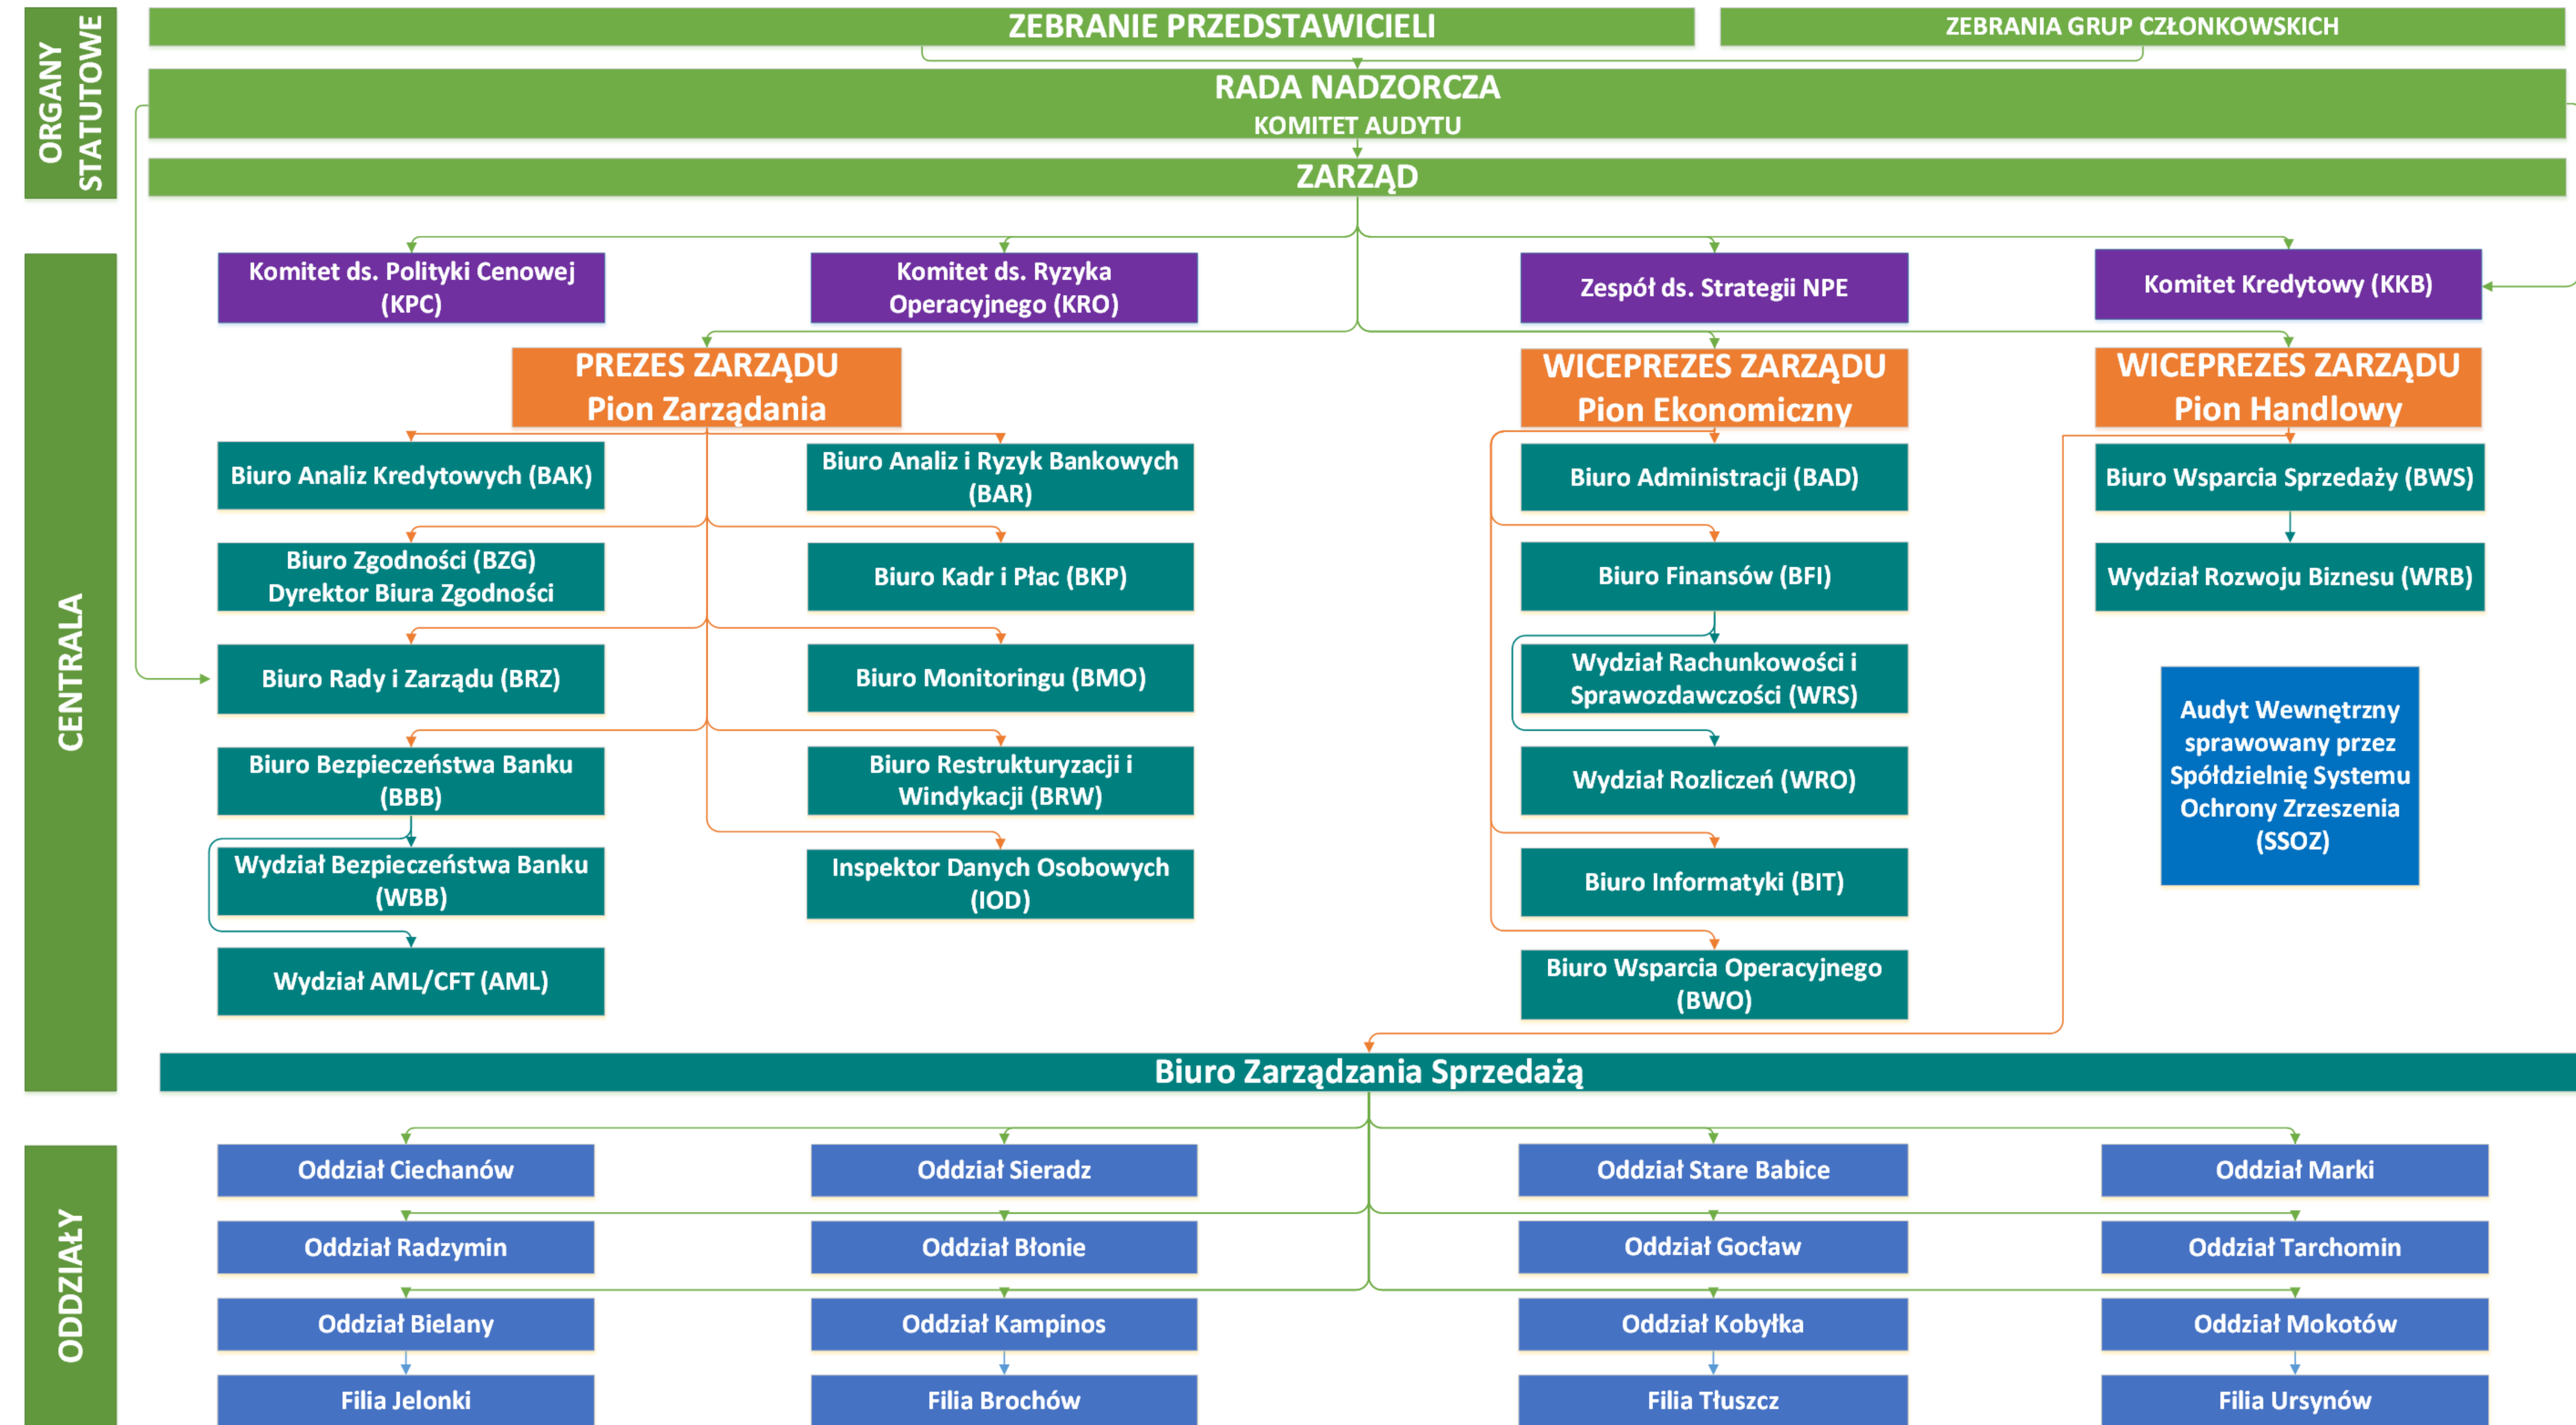 ORGANY
STATUTOWE
ZEBRANIE PRZEDSTAWICIELI
ZEBRANIA GRUP CZŁONKOWSKICH
RADA NADZORCZA
KOMITET AUDYTU
ZARZĄD
CENTRALA
Komitet ds. Polityki Cenowej
(KPC)
Komitet ds. Ryzyka
Operacyjnego (KRO)
Zespół ds. Strategii NPE
Komitet Kredytowy (KKB)
PREZES ZARZĄDU
Pion Zarządania
WICEPREZES ZARZĄDU
Pion Ekonomiczny
WICEPREZES ZARZĄDU
Pion Handlowy
Biuro Analiz Kredytowych (BAK)
Biuro Analiz i Ryzyk Bankowych
(BAR)
Biuro Administracji (BAD)
Biuro Wsparcia Sprzedaży (BWS)
Biuro Zgodności (BZG)
Dyrektor Biura Zgodności
Biuro Kadr i Płac (BKP)
Biuro Finansów (BFI)
Wydział Rozwoju Biznesu (WRB)
Biuro Rady i Zarządu (BRZ)
Biuro Monitoringu (BMO)
Wydział Rachunkowości i
Sprawozdawczości (WRS)
Audyt Wewnętrzny
sprawowany przez
Spółdzielnię Systemu
Ochrony Zrzeszenia
(SSOZ)
Biuro Bezpieczeństwa Banku
(BBB)
Biuro Restrukturyzacji i
Windykacji (BRW)
Wydział Rozliczeń (WRO)
Wydział Bezpieczeństwa Banku
(WBB)
Inspektor Danych Osobowych
(IOD)
Biuro Informatyki (BIT)
Wydział AML/CFT (AML)
Biuro Wsparcia Operacyjnego
(BWO)
Biuro Zarządzania Sprzedażą
ODDZIAŁY
Oddział Ciechanów
Oddział Sieradz
Oddział Stare Babice
Oddział Marki
Oddział Radzymin
Oddział Błonie
Oddział Gocław
Oddział Tarchomin
Oddział Bielany
Oddział Kampinos
Oddział Kobyłka
Oddział Mokotów
Filia Jelonki
Filia Brochów
Filia Tłuszcz
Filia Ursynów